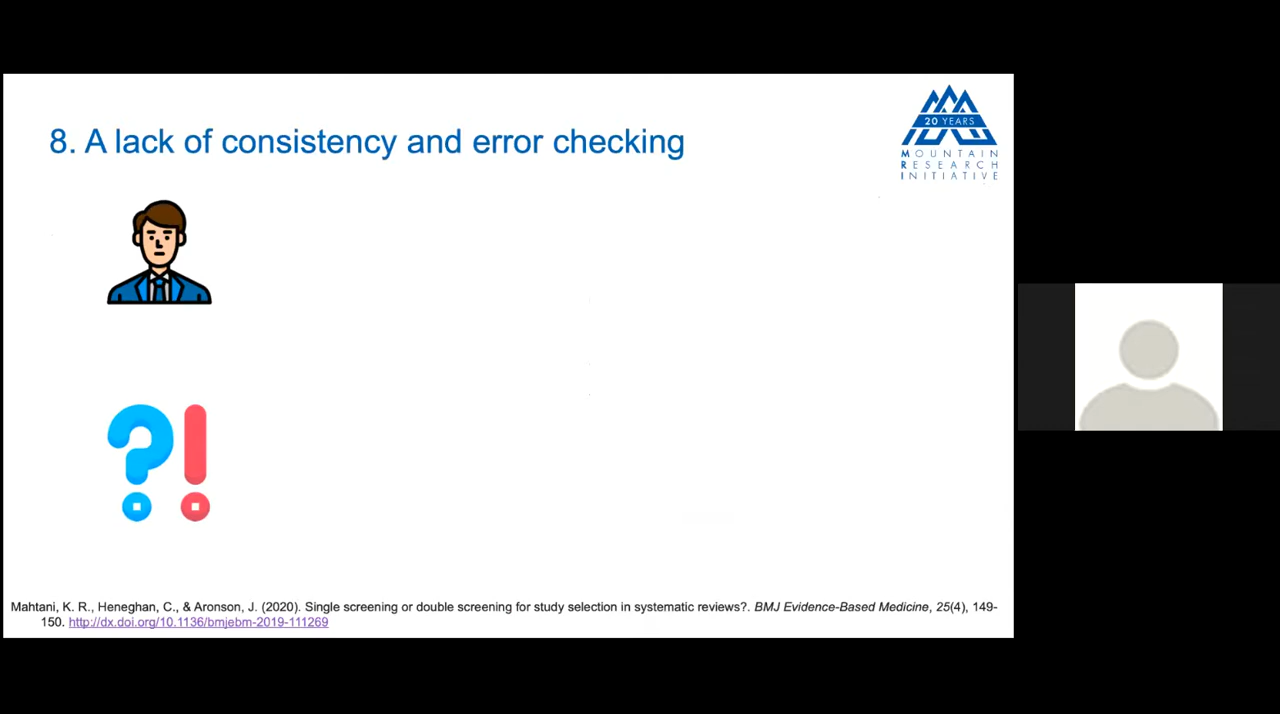 8. A lack of consistency and error checking
20 YEARS
MOUNTAIN
RESEARCH
INITIATIVE
?!
Mahtani, K. R., Heneghan, C., & Aronson, J. (2020). Single screening or double screening for study selection in systematic reviews?. BMJ Evidence-Based Medicine, 25(4), 149-
150. http://dx.doi.org/10.1136/bmjebm-2019-111269